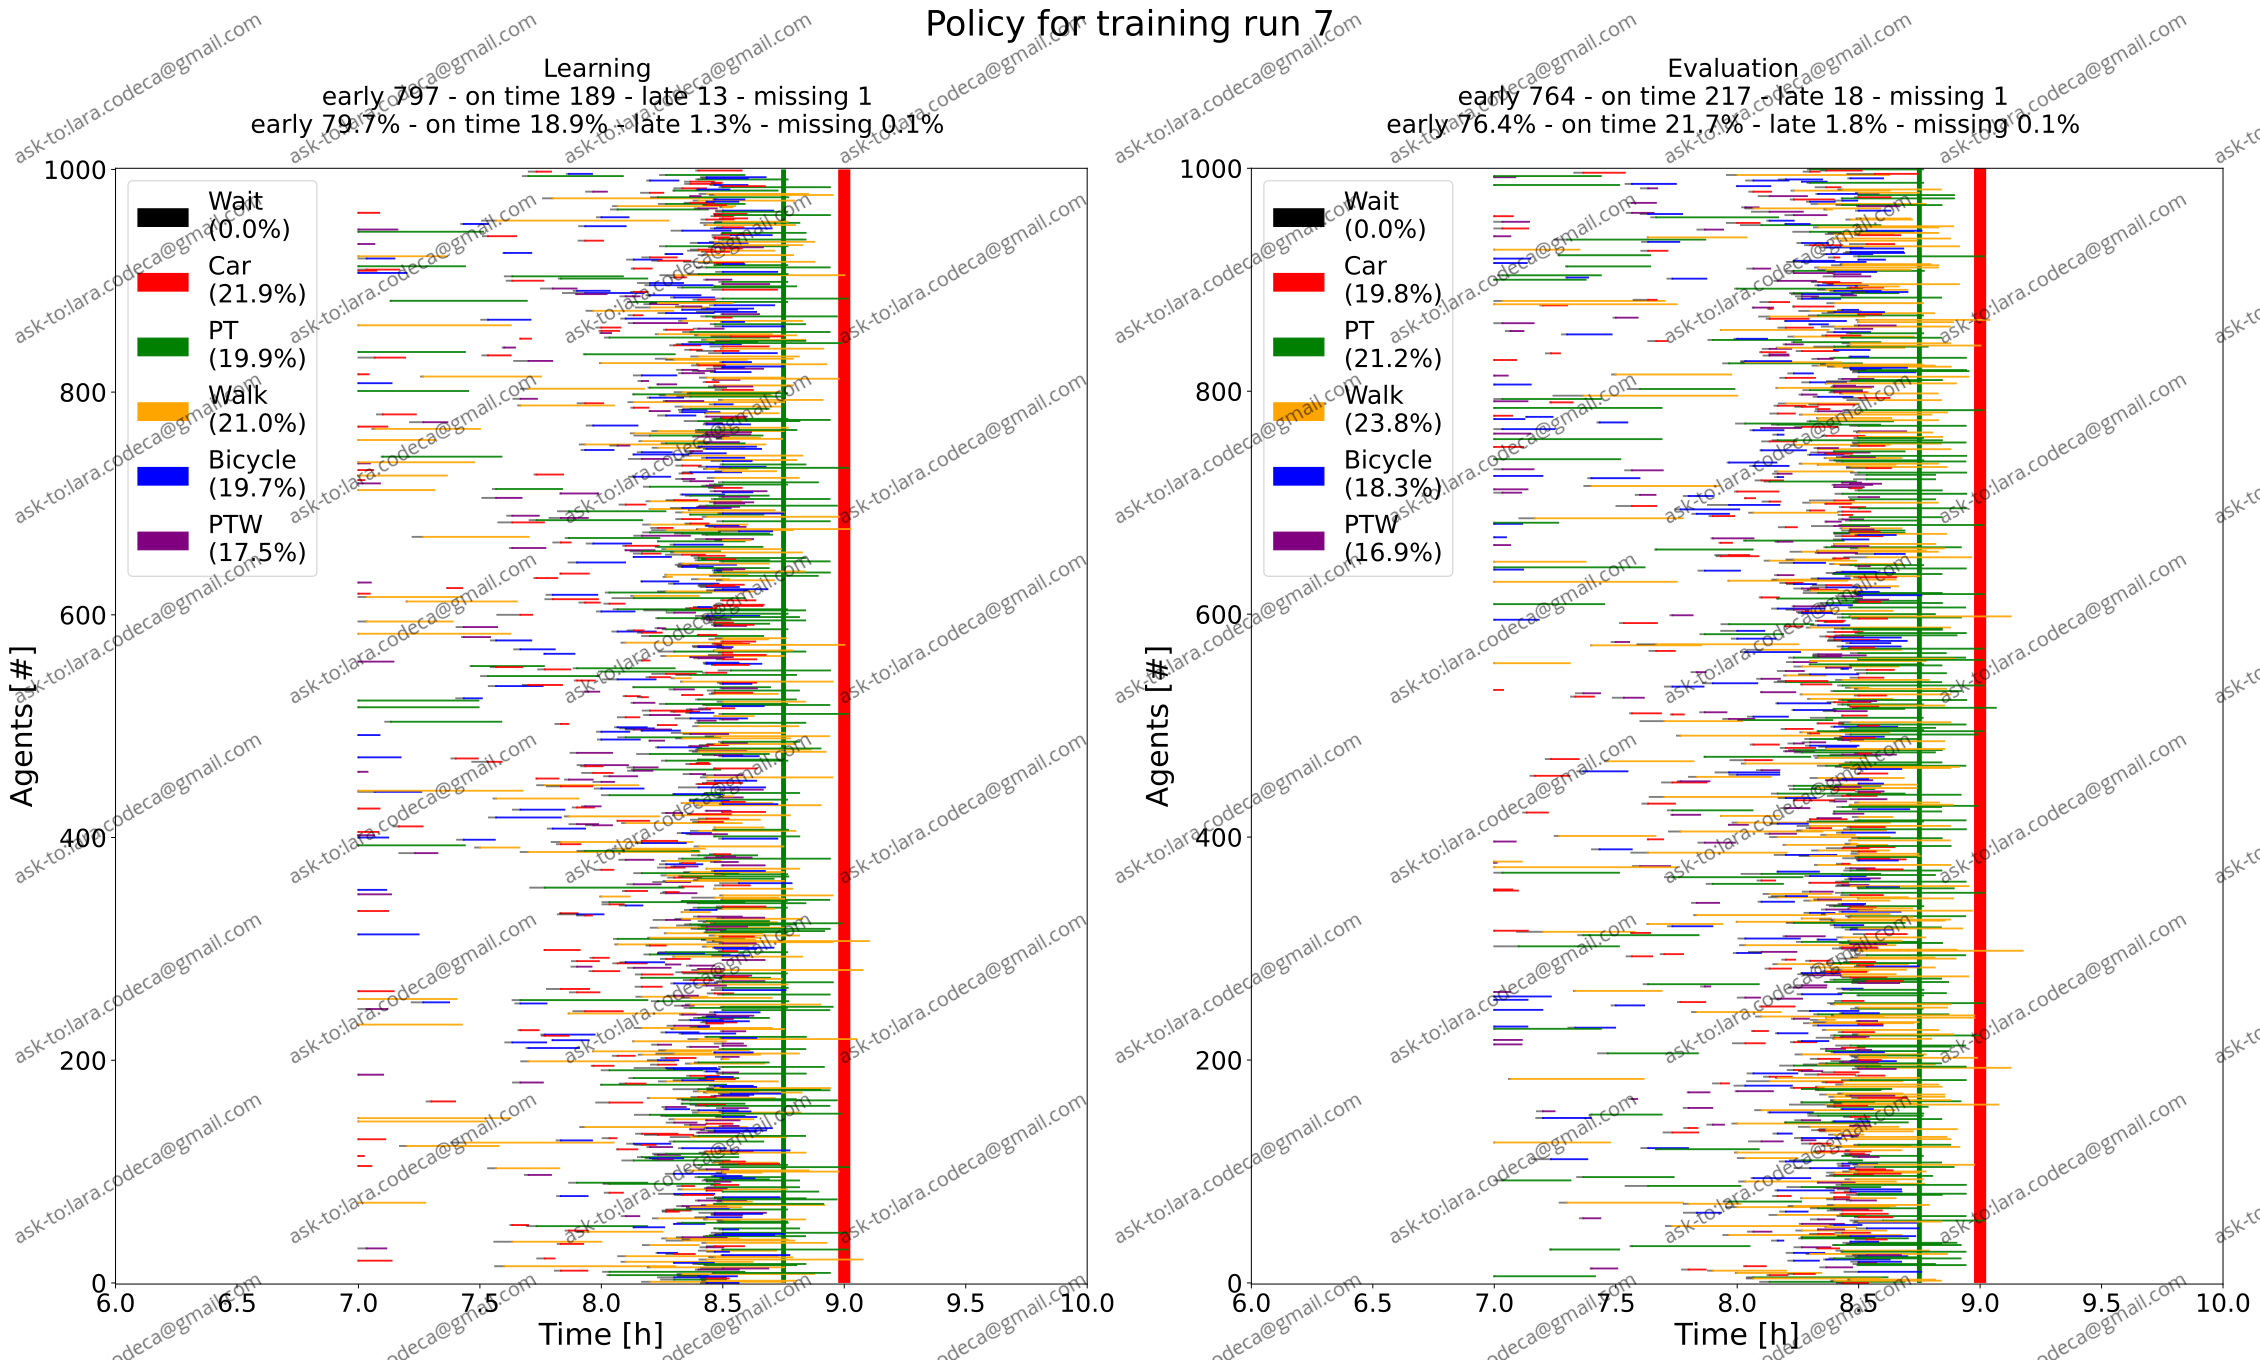 Policy for training run 7
Learning
early 797 - on time 189 - late 13 - missing 1
early 79.7% - on time 18.9% - late 1.3% - missing 0.1%
1000
800
600
400
200
0
Agents [#]
Wait
(0.0%)
Car
(21.9%)
PT
(19.9%)
Walk
(21.0%)
Bicycle
(19.7%)
PTW
(17.5%)
6.0 6.5 7.0 7.5 8.0 8.5 9.0 9.5 10.0
Time [h]
Evaluation
early 764 - on time 217 - late 18 - missing 1
early 76.4% - on time 21.7% - late 1.8% - missing 0.1%
1000
800
600
400
200
0
Agents [#]
Wait
(0.0%)
Car
(19.8%)
PT
(21.2%)
Walk
(23.8%)
Bicycle
(18.3%)
PTW
(16.9%)
6.0 6.5 7.0 7.5 8.0 8.5 9.0 9.5 10.0
Time [h]
ask-to:lara.codeca@gmail.com